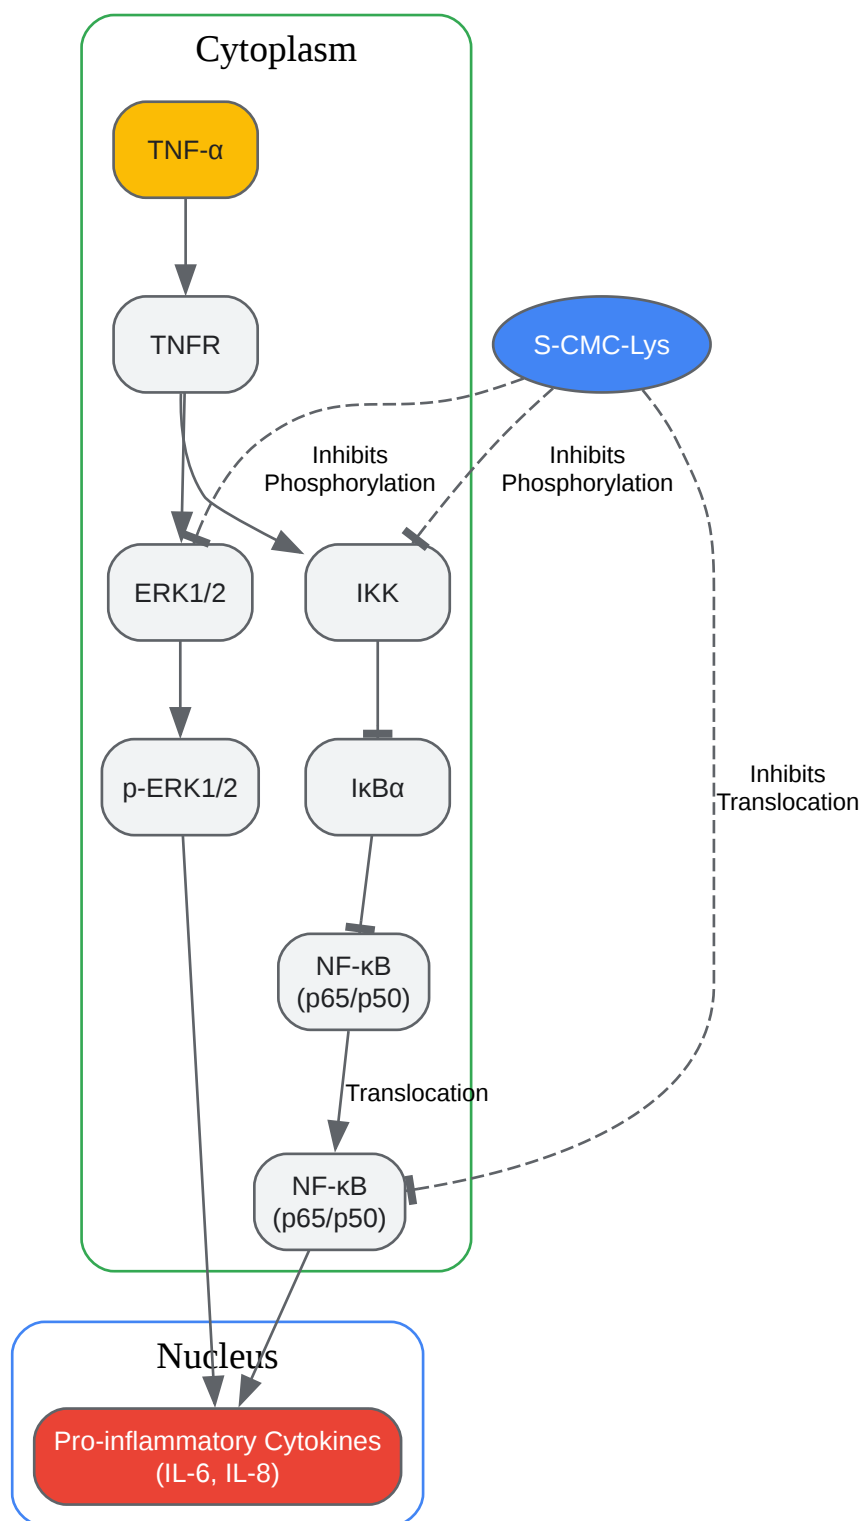 Cytoplasm
TNF-α
TNFR
S-CMC-Lys
Inhibits
Phosphorylation
Inhibits
Phosphorylation
ERK1/2
IKK
p-ERK1/2
IκBα
Inhibits
Translocation
NF-κB
(p65/p50)
Translocation
NF-κB
(p65/p50)
Nucleus
Pro-inflammatory Cytokines
(IL-6, IL-8)